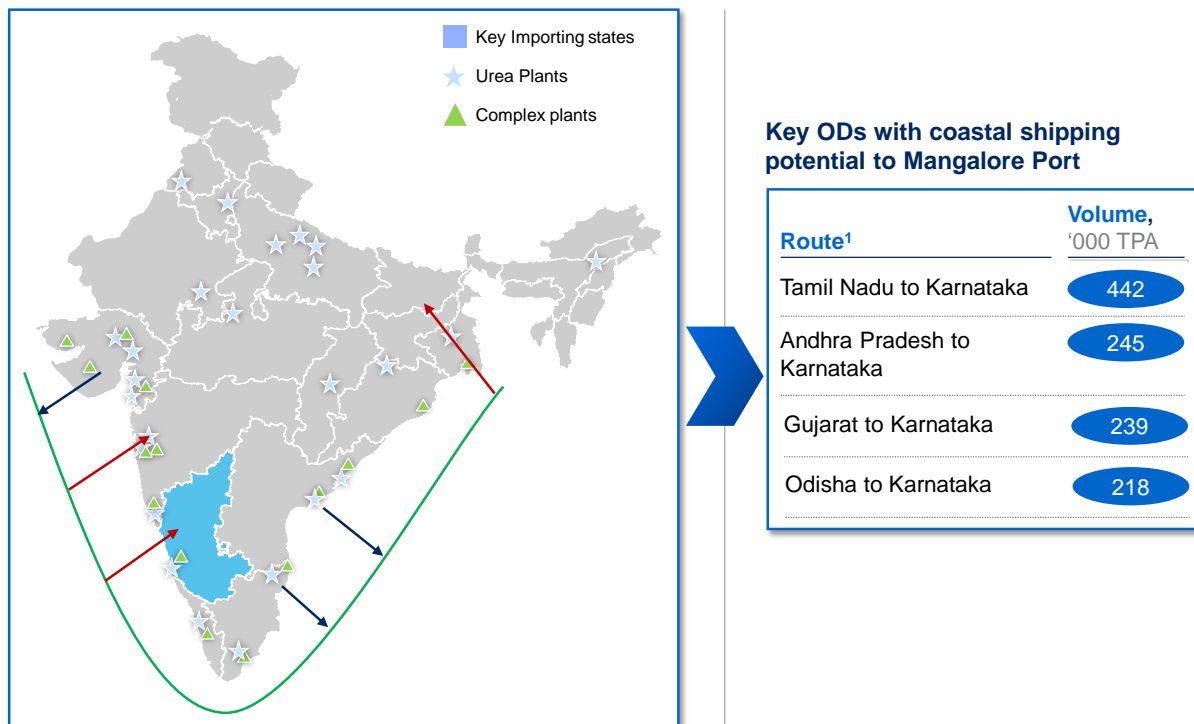 Key Importing states
Urea Plants
Complex plants
Key ODs with coastal shipping
potential to Mangalore Port
Route¹
Volume,
‘000 TPA
Tamil Nadu to Karnataka
442
Andhra Pradesh to
Karnataka
245
Gujarat to Karnataka
239
Odisha to Karnataka
218